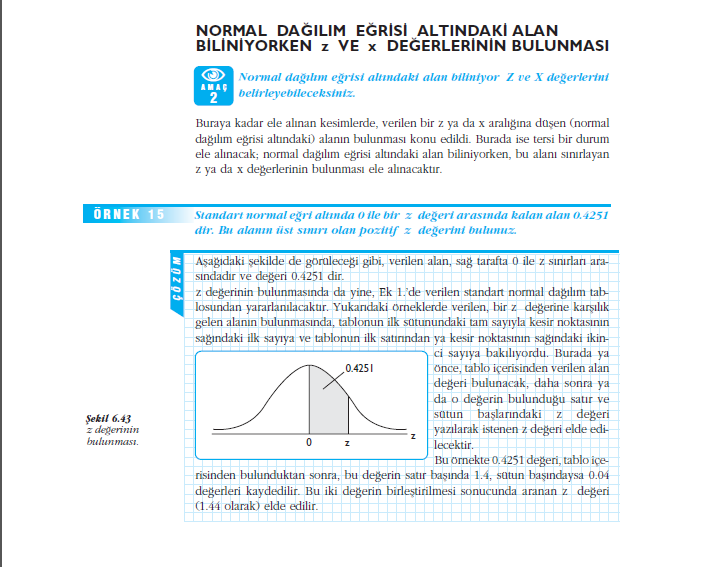 NORMAL DAĞILIM EĞRİSİ ALTINDAKİ ALAN
BİLİNİYORKEN z VE x DEĞERLERİNİN BULUNMASI
AMAÇ
2
Normal dağılım eğrisi altındaki alan biliniyor Z ve X değerlerini
belirleyebileceksiniz.
Buraya kadar ele alınan kesimlerde, verilen bir z ya da x aralığına düşen (normal
dağılım eğrisi altındaki) alanın bulunması konu edildi. Burada ise tersi bir durum
ele alınacak; normal dağılım eğrisi altındaki alan biliniyorken, bu alanı sınırlayan
z ya da x değerlerinin bulunması ele alınacaktır.
ÖRNEK 15
Standart normal eğri altında 0 ile bir z değeri arasında kalan alan 0.4251
dir. Bu alanın üst sınırı olan pozitif z değerini bulunuz.
ÇÖZÜM
Aşağıdaki şekilde de görüleceği gibi, verilen alan, sağ tarafta 0 ile z sınırları ara-
sındadır ve değeri 0.4251 dir.
z değerinin bulunmasında da yine, Ek 1.'de verilen standart normal dağılım tab-
losundan yararlanılacaktır. Yukarıdaki örneklerde verilen, bir z değerine karşılık
gelen alanın bulunmasında, tablonun ilk sütunundaki tam sayıyla kesir noktasının
sağındaki ilk sayıya ve tablonun ilk satırından ya kesir noktasının sağındaki ikin-
ci sayıya bakılıyordu. Burada ya
önce, tablo içerisinden verilen alan
değeri bulunacak, daha sonra ya
da o değerin bulunduğu satır ve
sütun başlarındaki z değeri
yazılarak istenen z değeri elde edi-
lecektir.
Bu örnekte 0.4251 değeri, tablo içe-
risinden bulunduktan sonra, bu değerin satır başında 1.4, sütun başındaysa 0.04
değerleri kaydedilir. Bu iki değerin birleştirilmesi sonucunda aranan z değeri
(1.44 olarak) elde edilir.
0.4251
0
z
z
Şekil 6.43
z değerinin
bulunması.